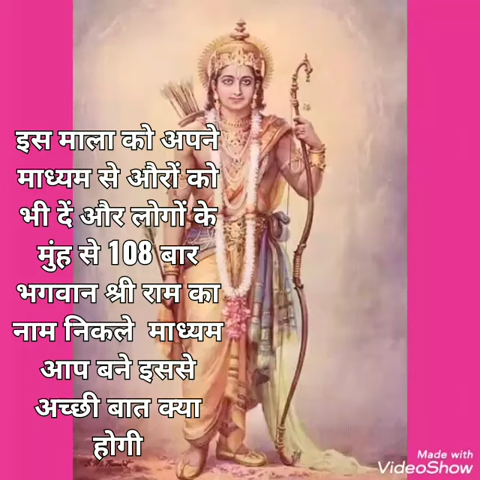 इस माला को अपने
माध्यम से औरों को
भी दें और लोगों के
मुंह से 108 बार
भगवान श्री राम का
नाम निकले माध्यम
आप बने इससे
अच्छी बात क्या
होगी
Made with
VideoShow